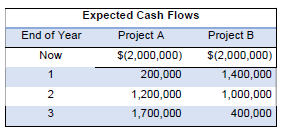 Expected Cash Flows
End of Year Project A Project B
Now $(2,000,000) $(2,000,000)
1 200,000 1,400,000
2 1,200,000 1,000,000
3 1,700,000 400,000